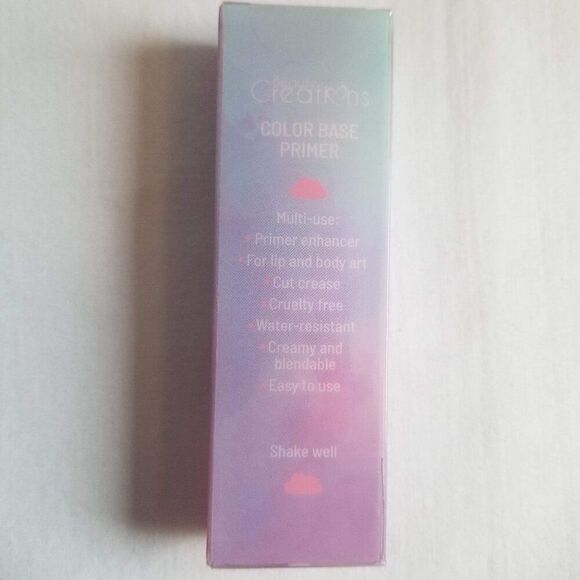 Beauty
Creations
COLOR BASE
PRIMER
Multi-use:
• Primer enhancer
• For lip and body art
• Cut crease
• Cruelty free
• Water-resistant
• Creamy and
blendable
• Easy to use
Shake well